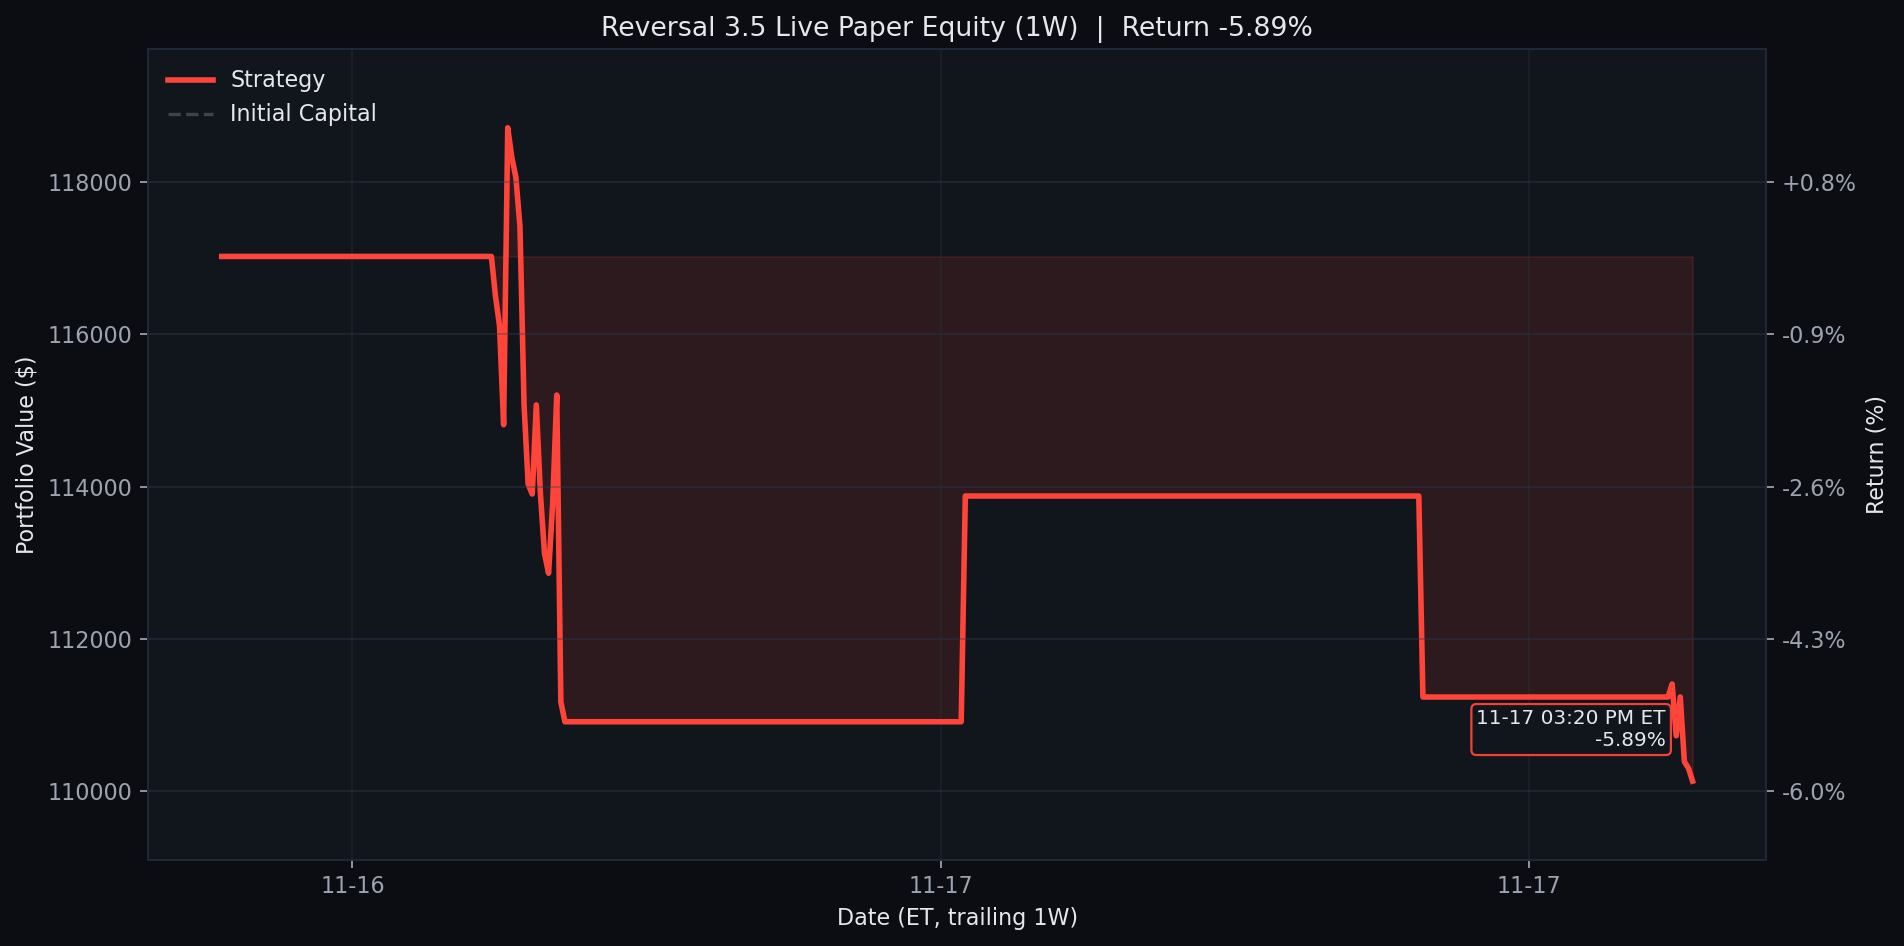 Reversal 3.5 Live Paper Equity (1W)  |  Return -5.89%
Strategy
Initial Capital
118000
116000
114000
112000
110000
Portfolio Value ($)
+0.8%
-0.9%
-2.6%
-4.3%
-6.0%
Return (%)
11-17 03:20 PM ET
-5.89%
11-16
11-17
11-17
Date (ET, trailing 1W)